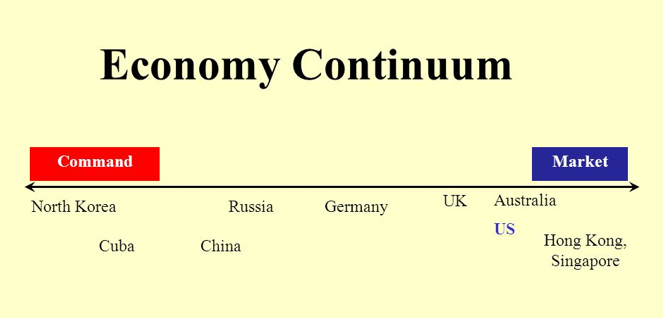 Economy Continuum
Command
Market
North Korea
Russia
Germany
UK
Australia
US
Cuba
China
Hong Kong,
Singapore